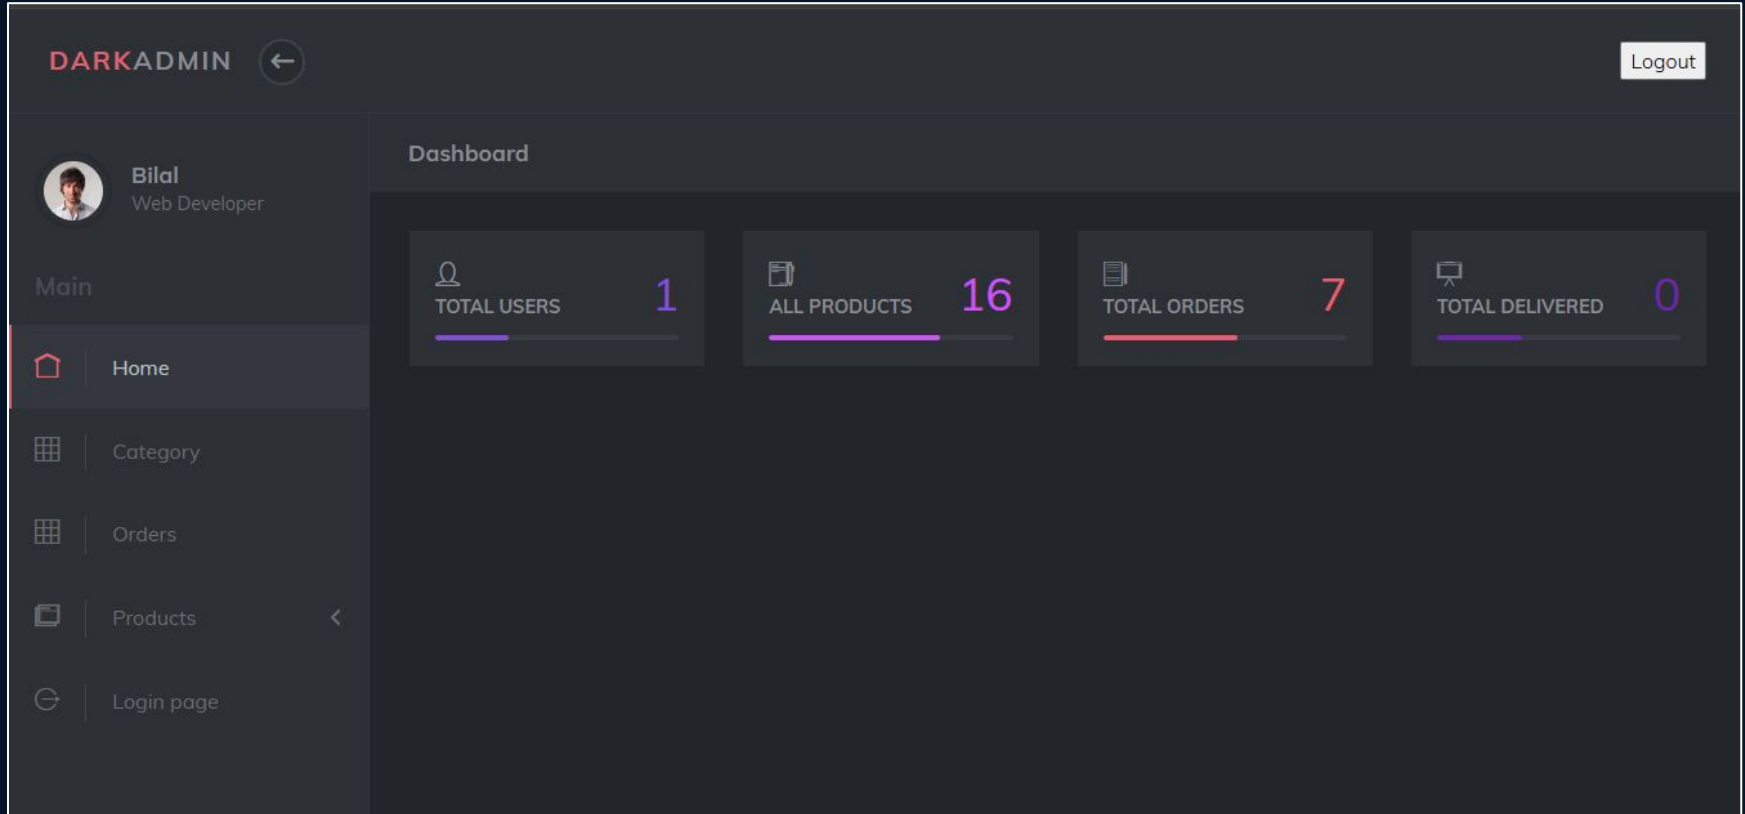 DARKADMIN
Logout
Bilal
Web Developer
Main
Home
Category
Orders
Products
Login page
Dashboard
TOTAL USERS 1
ALL PRODUCTS 16
TOTAL ORDERS 7
TOTAL DELIVERED 0